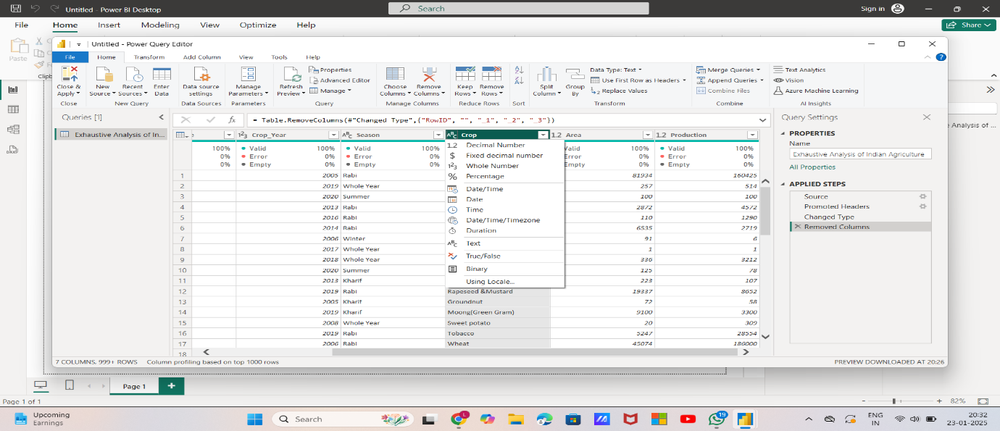 Untitled - Power BI Desktop
Search
Sign in
File Home Insert Modeling View Optimize Help
Share
Paste
Untitled - Power Query Editor
File Home Transform Add Column View Tools Help
Close & Apply
New Source
Recent Sources
Enter Data
Data source settings
Manage Parameters
Refresh Preview
Properties
Advanced Editor
Manage
Choose Columns
Remove Columns
Keep Rows
Remove Rows
Split Column
Group By
Data Type: Text
Use First Row as Headers
Replace Values
Merge Queries
Append Queries
Combine Files
Text Analytics
Vision
Azure Machine Learning
Close New Query Data Sources Parameters Query Manage Columns Reduce Rows Sort Transform Combine AI Insights
Queries [1]
Exhaustive Analysis of In...
fx = Table.RemoveColumns(#"Changed Type",{"RowID", "", "_1", "_2", "_3"})
123 Crop_Year ABC Season ABC Crop 1.2 Area 1.2 Production
100% Valid 100% Valid 100% 100% Valid 100%
0% Error 0% Error 0% Error 0% Error 0%
0% Empty 0% Empty 0% Empty 0% Empty 0%
1.2 Decimal Number
$ Fixed decimal number
123 Whole Number
% Percentage
Date/Time
Date
Time
Date/Time/Timezone
Duration
ABC Text
True/False
Binary
Using Locale...
1 2005 Rabi 81934 160425
2 2019 Whole Year 257 514
3 2020 Summer 100 100
4 2013 Rabi 2872 4572
5 2016 Rabi 110 1290
6 2014 Rabi 6535 2719
7 2006 Winter 91 6
8 2017 Whole Year 1 1
9 2018 Whole Year 336 3212
10 2020 Summer 125 78
11 2013 Kharif 223 107
12 2019 Rabi Rapeseed &Mustard 19337 8652
13 2005 Kharif Groundnut 72 58
14 2019 Kharif Moong(Green Gram) 9100 3300
15 2008 Whole Year Sweet potato 20 309
16 2019 Rabi Tobacco 5247 28554
17 2006 Rabi Wheat 45074 186000
18
Query Settings
PROPERTIES
Name
Exhaustive Analysis of Indian Agriculture
All Properties
APPLIED STEPS
Source
Promoted Headers
Changed Type
Removed Columns
Analysis of ...
7 COLUMNS, 999+ ROWS Column profiling based on top 1000 rows
PREVIEW DOWNLOADED AT 20:26
Page 1
Page 1 of 1
82%
Upcoming
Earnings
Search
19
ENG
IN
20:32
23-01-2025